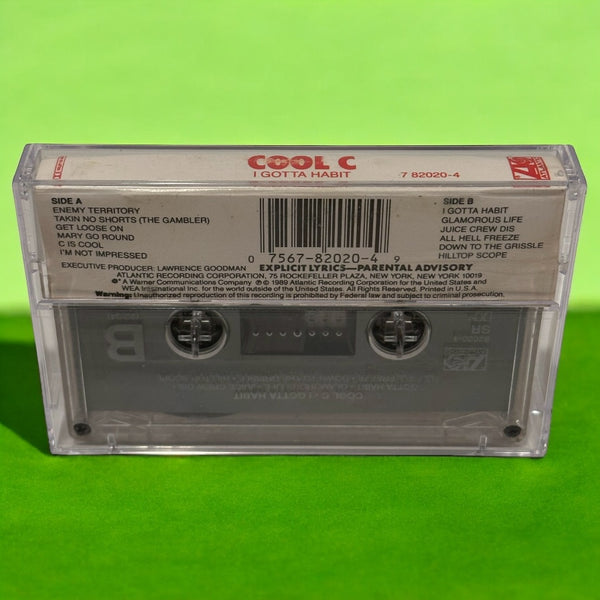 COOL C
I GOTTA HABIT
7 82020-4
ATLANTIC
SIDE A
ENEMY TERRITORY
TAKIN NO SHORTS (THE GAMBLER)
GET LOOSE ON
MARY GO ROUND
C IS COOL
I'M NOT IMPRESSED
SIDE B
I GOTTA HABIT
GLAMOROUS LIFE
JUICE CREW DIS
ALL HELL FREEZE
DOWN TO THE GRISSLE
HILLTOP SCOPE
0 7567-82020-4 9
EXECUTIVE PRODUCER: LAWRENCE GOODMAN
EXPLICIT LYRICS—PARENTAL ADVISORY
ATLANTIC RECORDING CORPORATION, 75 ROCKEFELLER PLAZA, NEW YORK, NEW YORK 10019
A Warner Communications Company ℗ © 1989 Atlantic Recording Corporation for the United States and
WEA International Inc. for the world outside of the United States. All Rights Reserved. Printed in U.S.A.
Warning: Unauthorized reproduction of this recording is prohibited by Federal law and subject to criminal prosecution.
B
SR
82020-4
COOL C • I GOTTA HABIT